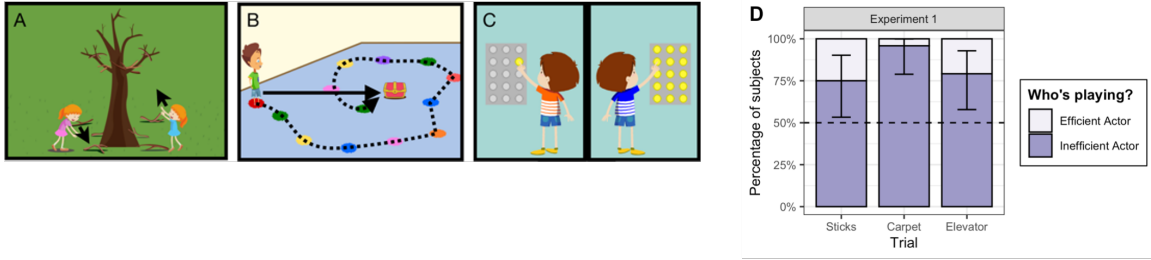 A
B
C
D
Experiment 1
Percentage of subjects
100%
75%
50%
25%
0%
Sticks Carpet Elevator
Trial
Who's playing?
Efficient Actor
Inefficient Actor